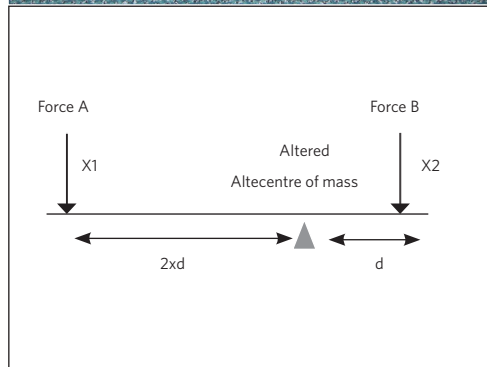 Force A
Force B
X1
Altered
Altecentre of mass
X2
2xd
d